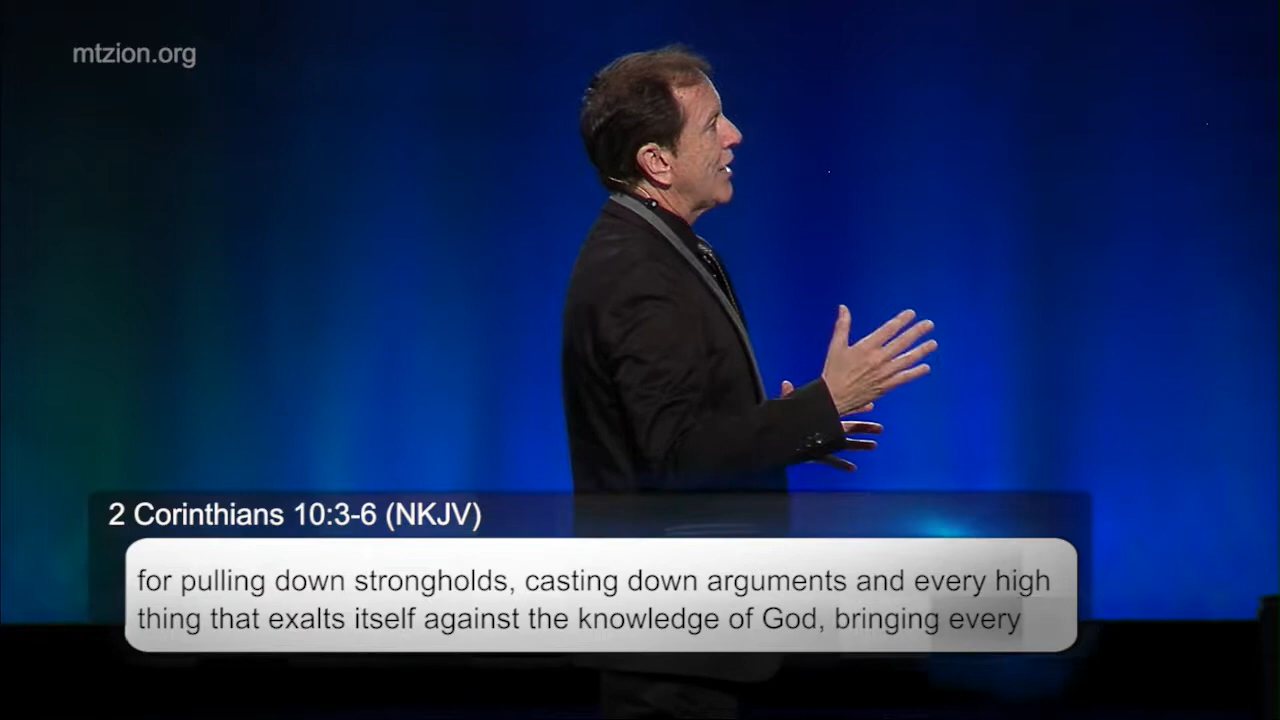 mtzion.org
2 Corinthians 10:3-6 (NKJV)
for pulling down strongholds, casting down arguments and every high
thing that exalts itself against the knowledge of God, bringing every